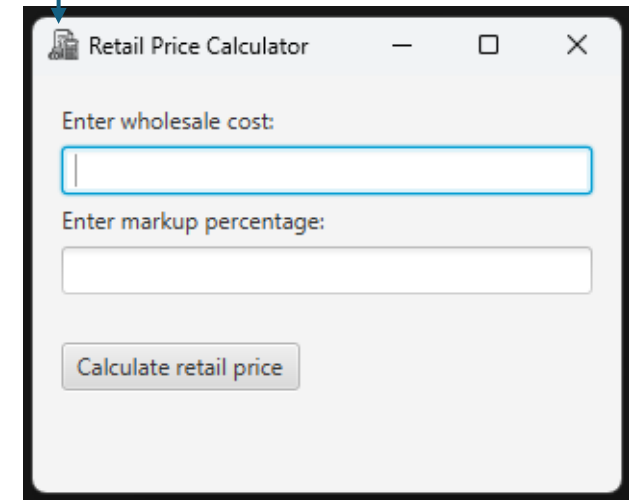 Retail Price Calculator
Enter wholesale cost:
Enter markup percentage:
Calculate retail price